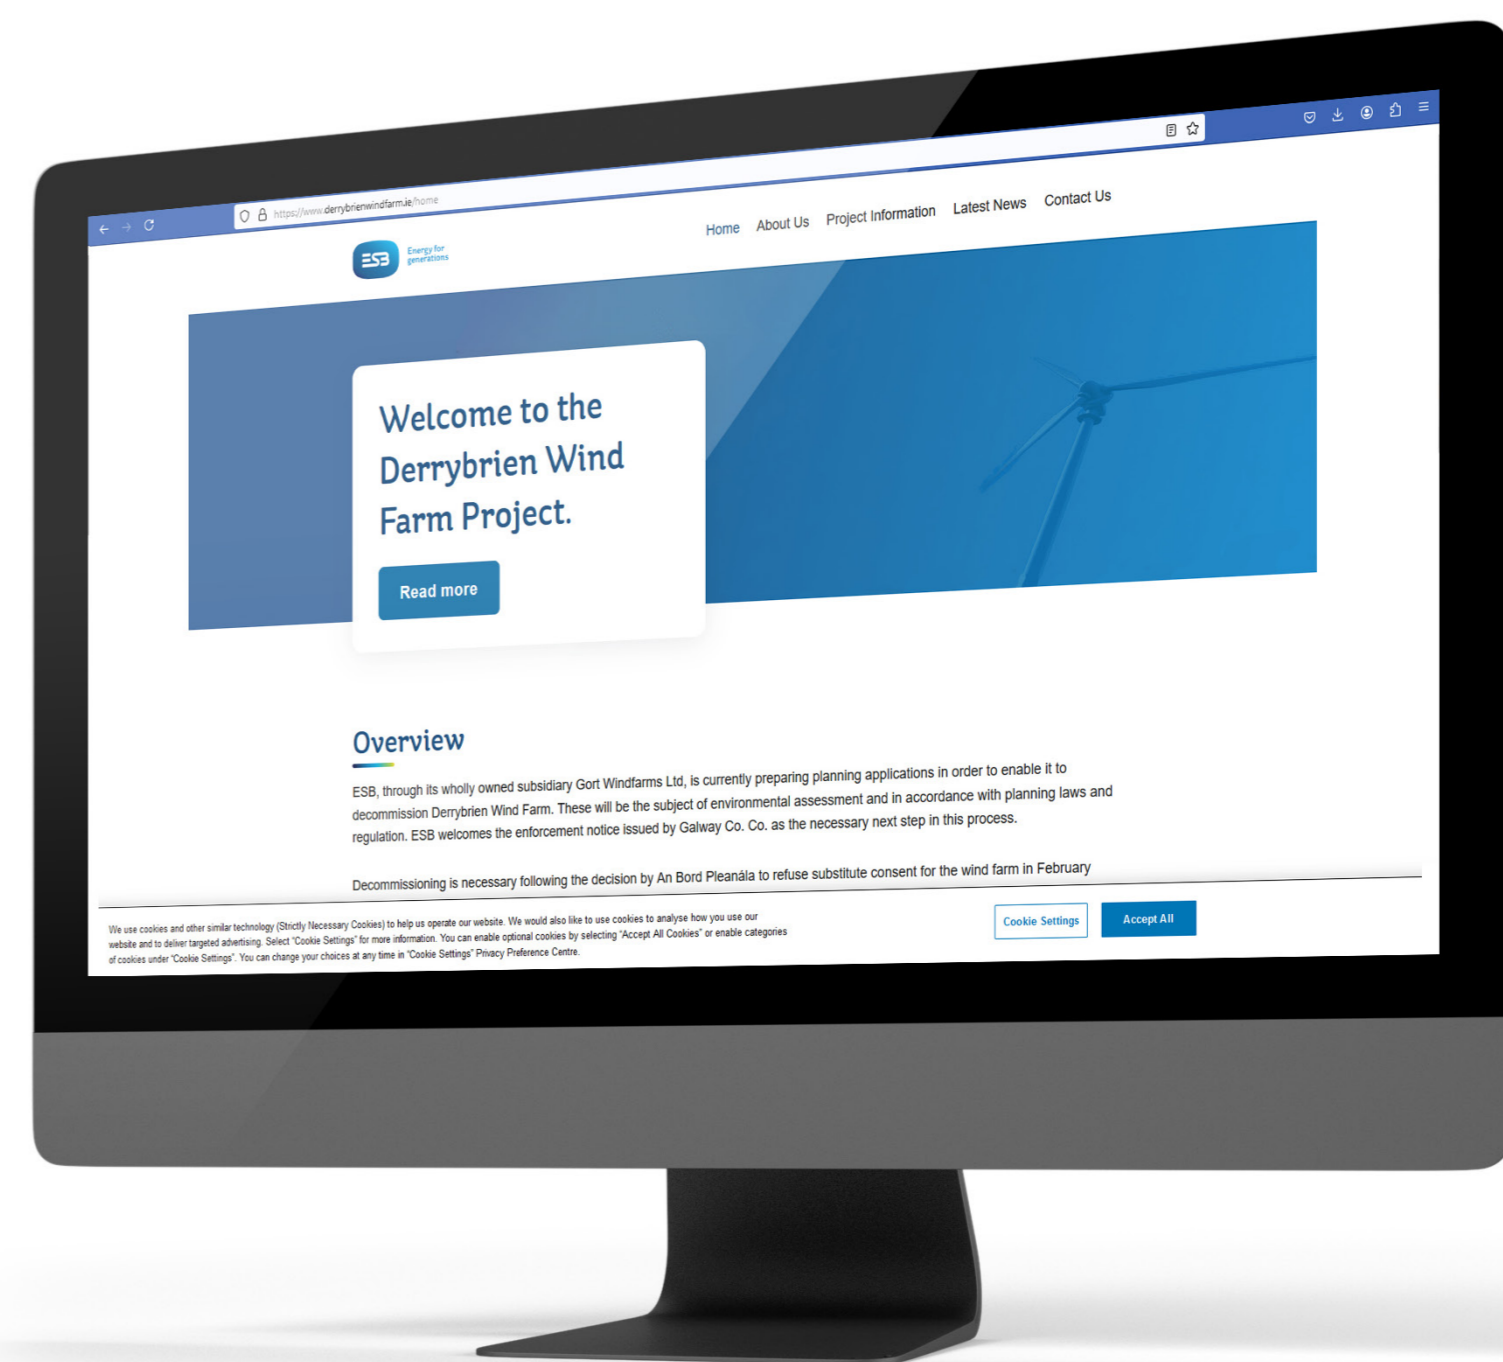 https://www.derrybrienwindfarm.ie/home
ESB
Energy for
generations
Home About Us Project Information Latest News Contact Us
Welcome to the
Derrybrien Wind
Farm Project.
Read more
Overview
ESB, through its wholly owned subsidiary Gort Windfarms Ltd, is currently preparing planning applications in order to enable it to
decommission Derrybrien Wind Farm. These will be the subject of environmental assessment and in accordance with planning laws and
regulation. ESB welcomes the enforcement notice issued by Galway Co. Co. as the necessary next step in this process.
Decommissioning is necessary following the decision by An Bord Pleanála to refuse substitute consent for the wind farm in February
We use cookies and other similar technology (Strictly Necessary Cookies) to help us operate our website. We would also like to use cookies to analyse how you use our
website and to deliver targeted advertising. Select "Cookie Settings" for more information. You can enable optional cookies by selecting "Accept All Cookies" or enable categories
of cookies under "Cookie Settings". You can change your choices at any time in "Cookie Settings" Privacy Preference Centre.
Cookie Settings
Accept All